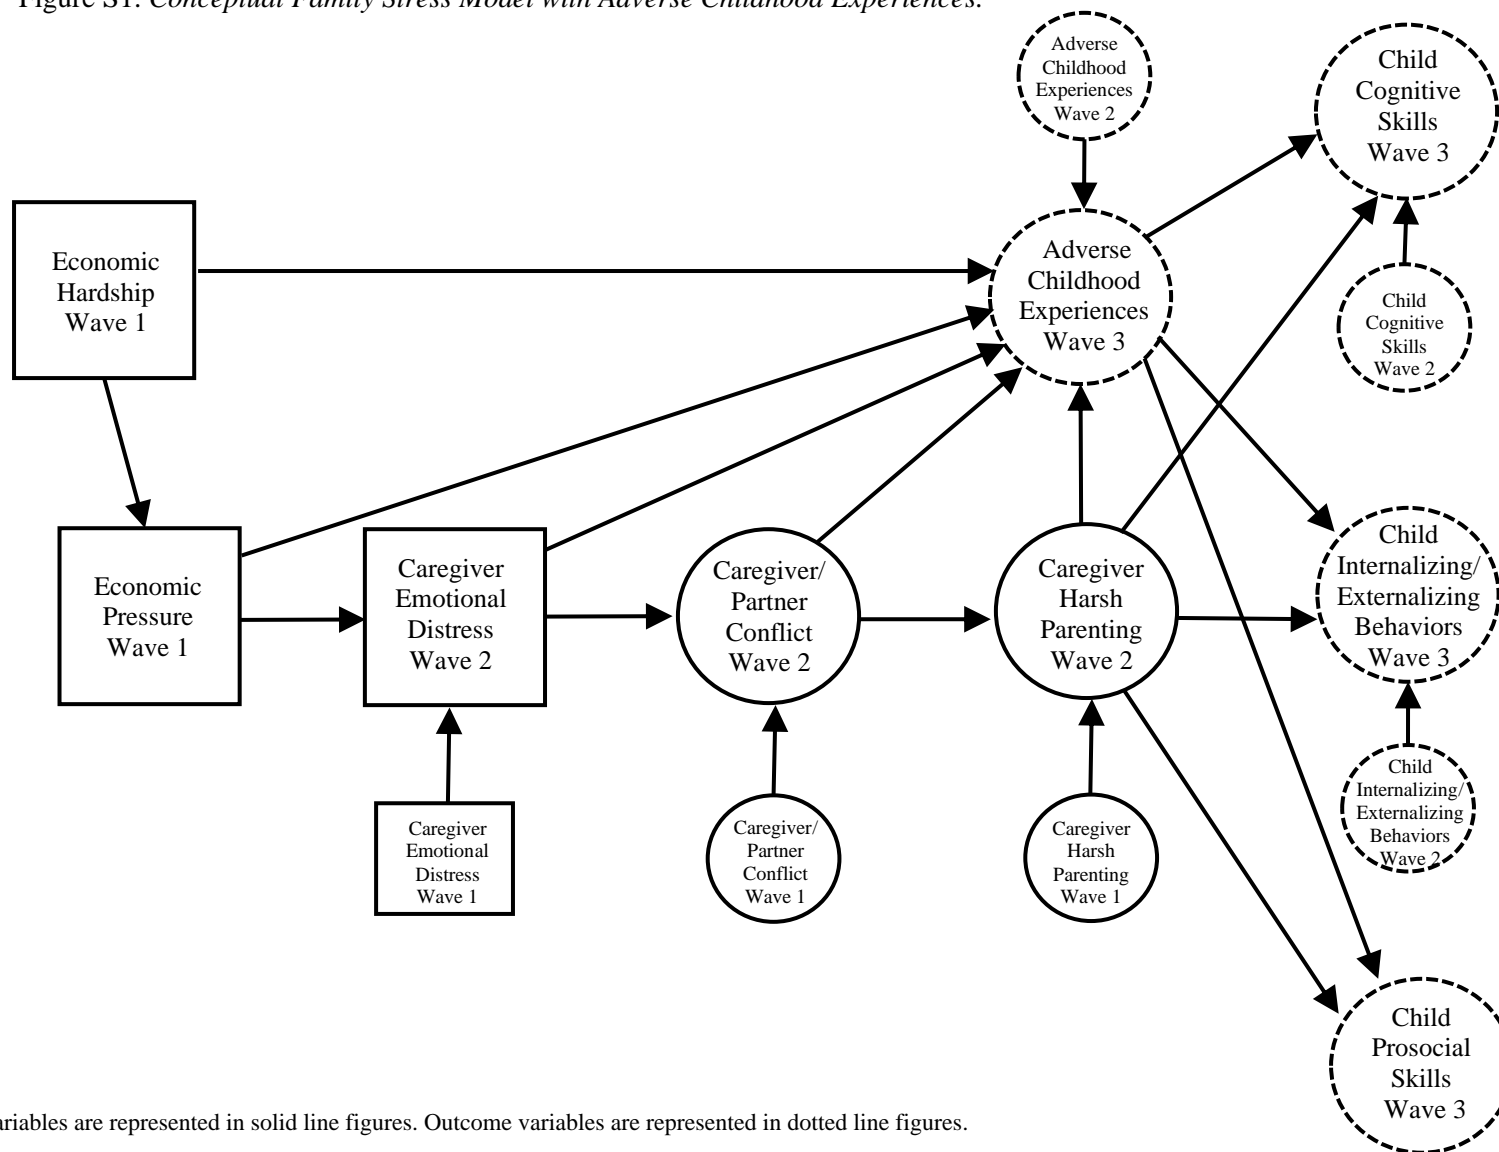 Figure S1. Conceptual Family Stress Model with Adverse Childhood Experiences.
Adverse
Childhood
Experiences
Wave 2
Child
Cognitive
Skills
Wave 3
Economic
Hardship
Wave 1
Adverse
Childhood
Experiences
Wave 3
Child
Cognitive
Skills
Wave 2
Economic
Pressure
Wave 1
Caregiver
Emotional
Distress
Wave 2
Caregiver/
Partner
Conflict
Wave 2
Caregiver
Harsh
Parenting
Wave 2
Child
Internalizing/
Externalizing
Behaviors
Wave 3
Caregiver
Emotional
Distress
Wave 1
Caregiver/
Partner
Conflict
Wave 1
Caregiver
Harsh
Parenting
Wave 1
Child
Internalizing/
Externalizing
Behaviors
Wave 2
Child
Prosocial
Skills
Wave 3
are represented in solid line figures. Outcome variables are represented in dotted line figures.